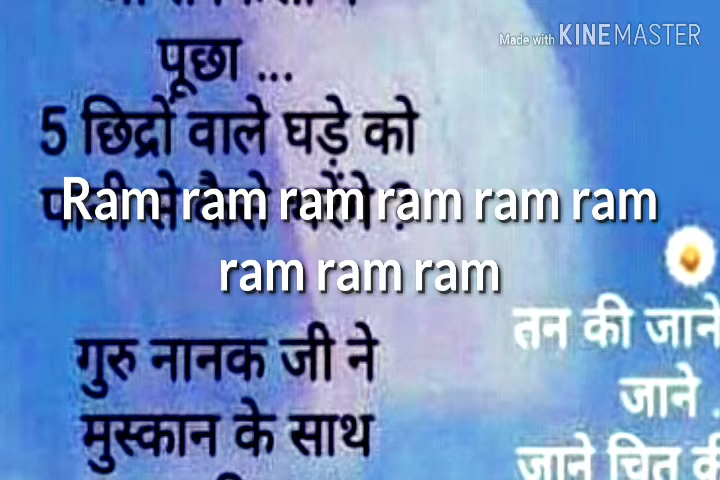 Made with KINEMASTER
पूछा ...
5 छिद्रों वाले घड़े को
Ram ram ram ram ram ram
ram ram ram
गुरु नानक जी ने
मुस्कान के साथ
तन की जाने
जाने .
जाने चित की